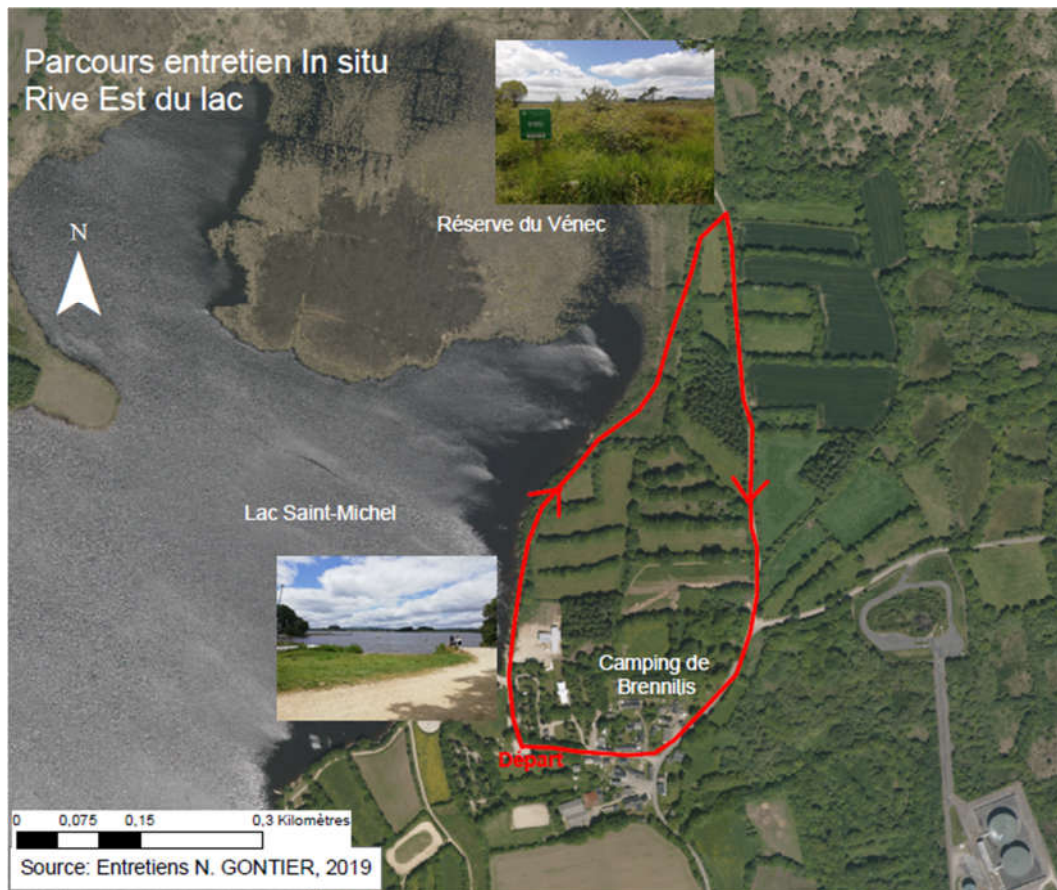 Parcours entretien In situ
Rive Est du lac
N
Réserve du Vénec
Lac Saint-Michel
Camping de
Brennilis
Départ
0 0,075 0,15 0,3 Kilomètres
Source: Entretiens N. GONTIER, 2019